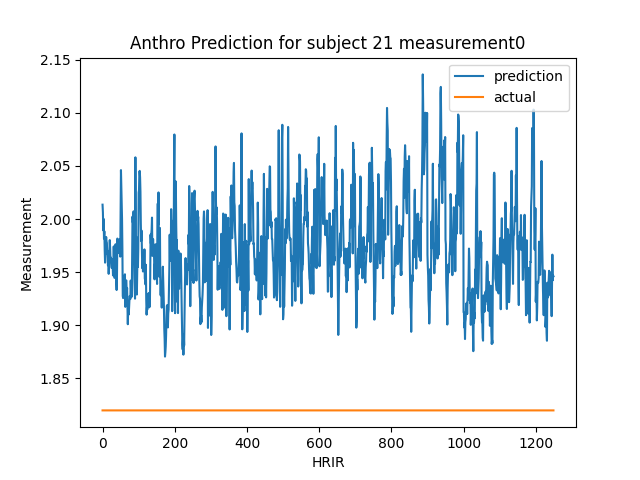 Anthro Prediction for subject 21 measurement0
prediction
actual
2.15
2.10
2.05
2.00
1.95
1.90
1.85
Measurement
0
200
400
600
800
1000
1200
HRIR